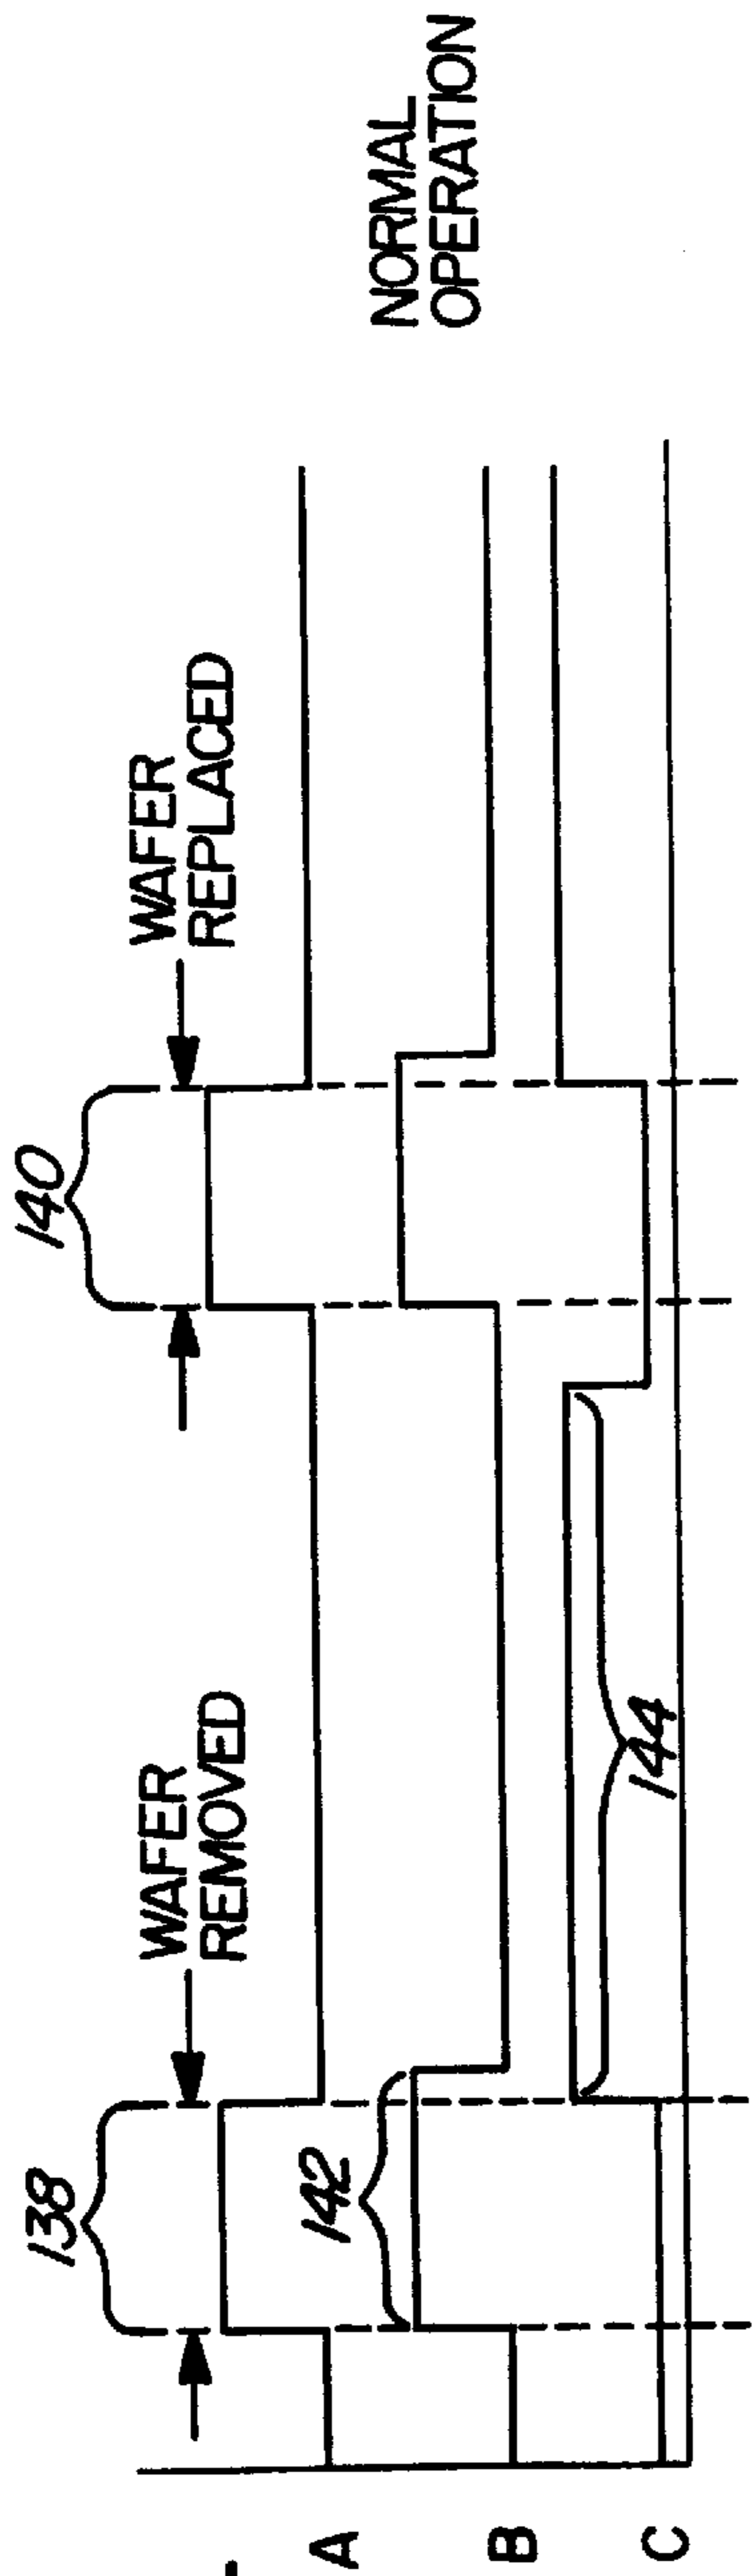 138
140
WAFER
REMOVED
WAFER
REPLACED
A
142
B
144
C
NORMAL
OPERATION